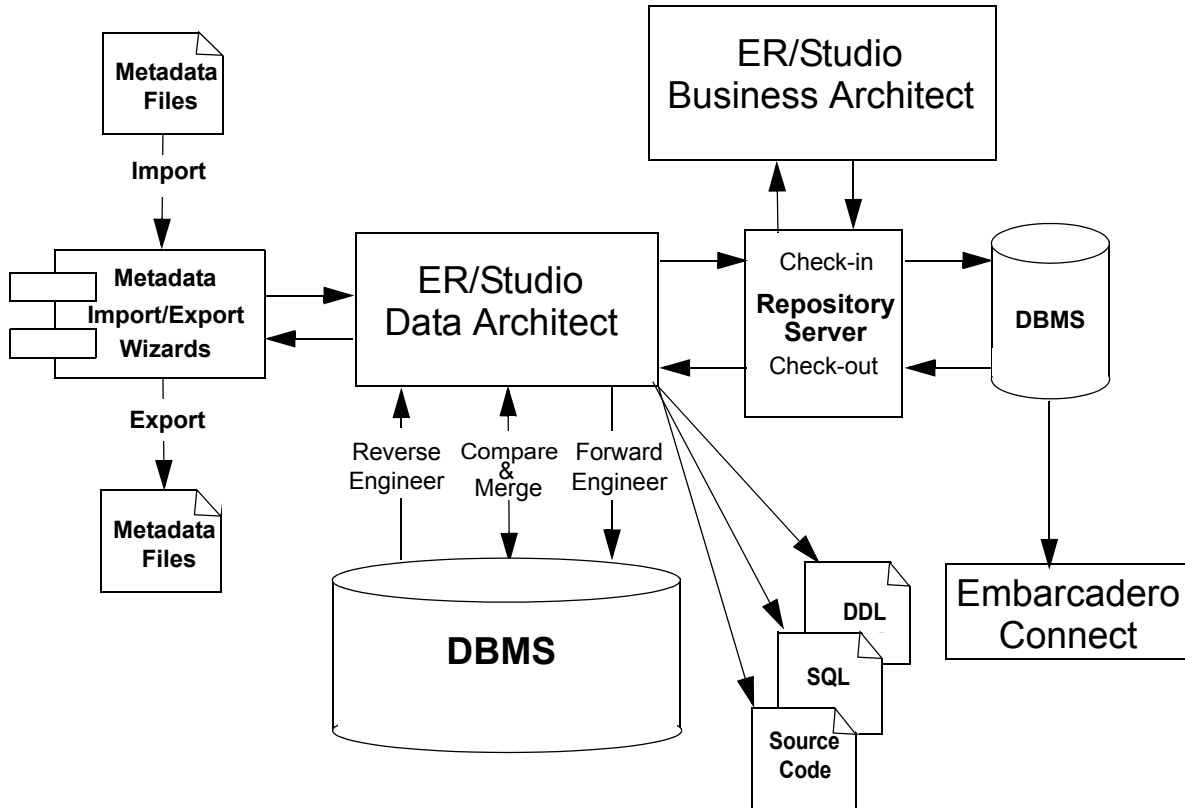 Metadata
Files
Import
Metadata
Import/Export
Wizards
Export
Metadata
Files
ER/Studio
Data Architect
Reverse
Engineer
Compare
&
Merge
Forward
Engineer
DBMS
ER/Studio
Business Architect
Check-in
Repository
Server
Check-out
DBMS
Embarcadero
Connect
DDL
SQL
Source
Code